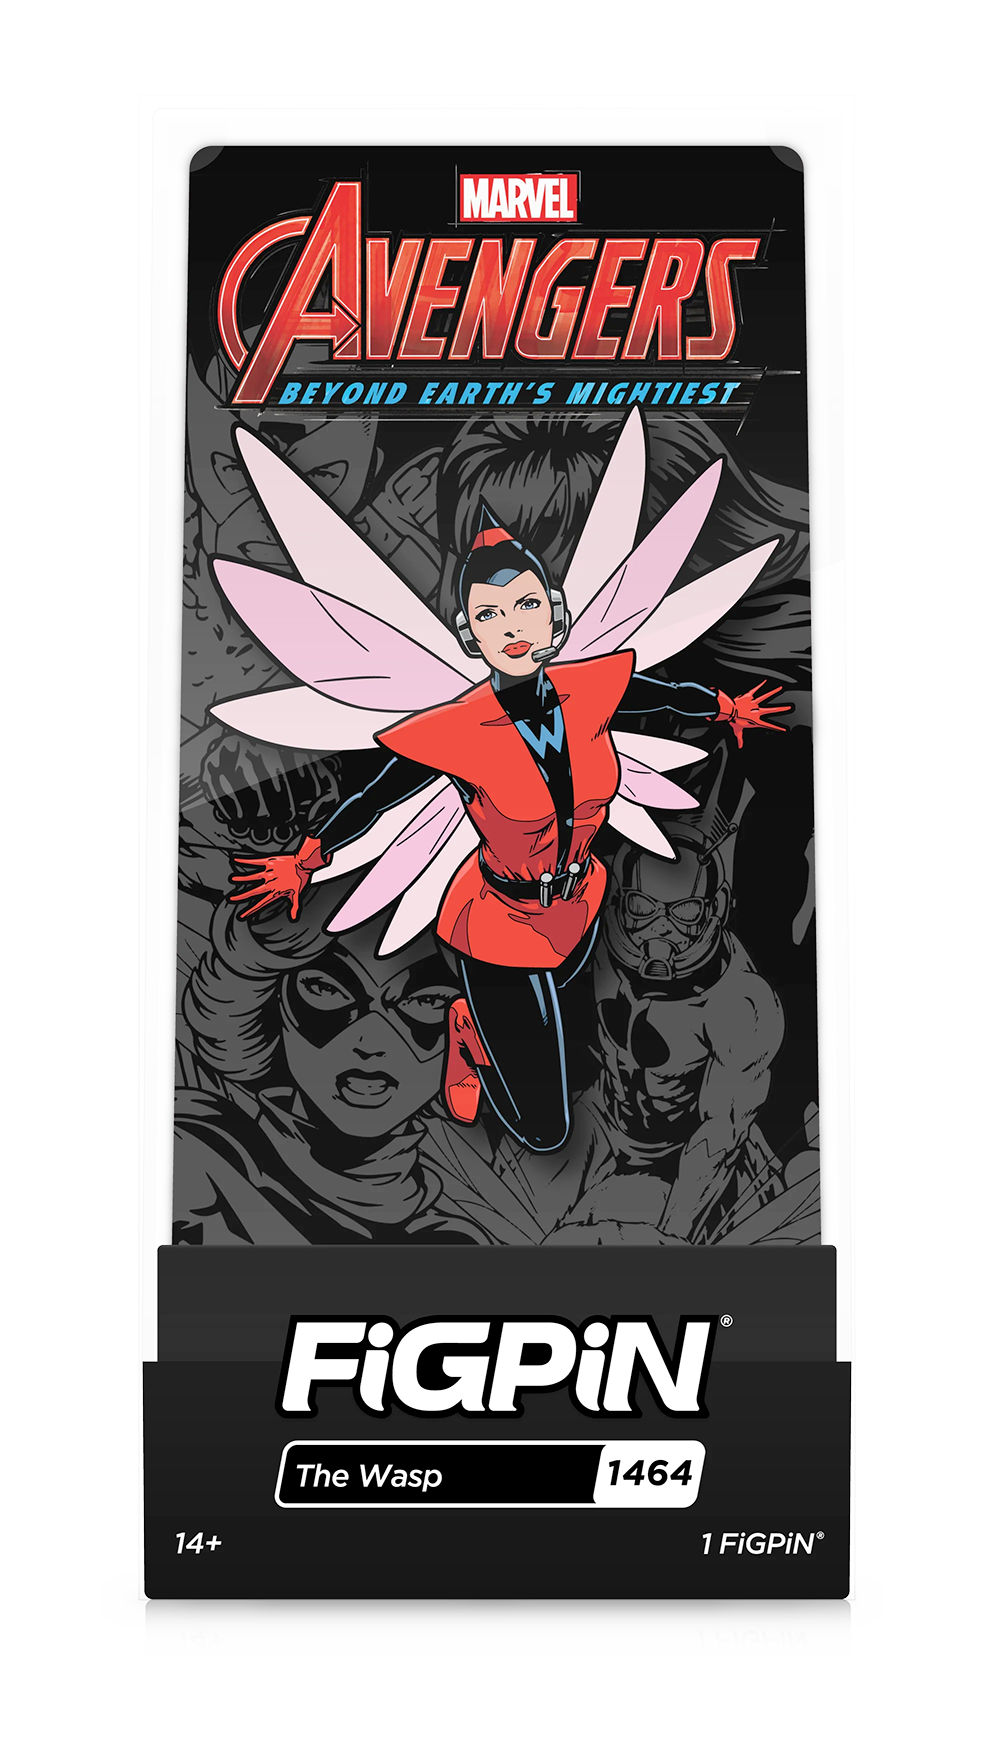 MARVEL
AVENGERS
BEYOND EARTH'S MIGHTIEST
W
FiGPiN®
The Wasp 1464
14+ 1 FiGPiN®